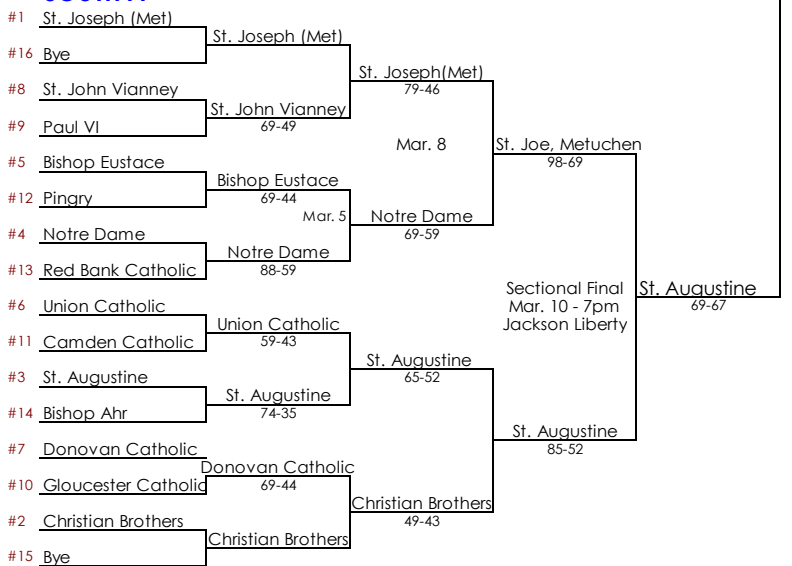 #1 St. Joseph (Met)
St. Joseph (Met)
#16 Bye
St. Joseph(Met)
79-46
#8 St. John Vianney
St. John Vianney
69-49
#9 Paul VI
Mar. 8
St. Joe, Metuchen
98-69
#5 Bishop Eustace
Bishop Eustace
69-44
#12 Pingry
Mar. 5
Notre Dame
69-59
#4 Notre Dame
Notre Dame
88-59
#13 Red Bank Catholic
Sectional Final
Mar. 10 - 7pm
Jackson Liberty
St. Augustine
69-67
#6 Union Catholic
Union Catholic
59-43
#11 Camden Catholic
St. Augustine
65-52
#3 St. Augustine
St. Augustine
74-35
#14 Bishop Ahr
St. Augustine
85-52
#7 Donovan Catholic
Donovan Catholic
69-44
#10 Gloucester Catholic
Christian Brothers
49-43
#2 Christian Brothers
Christian Brothers
#15 Bye